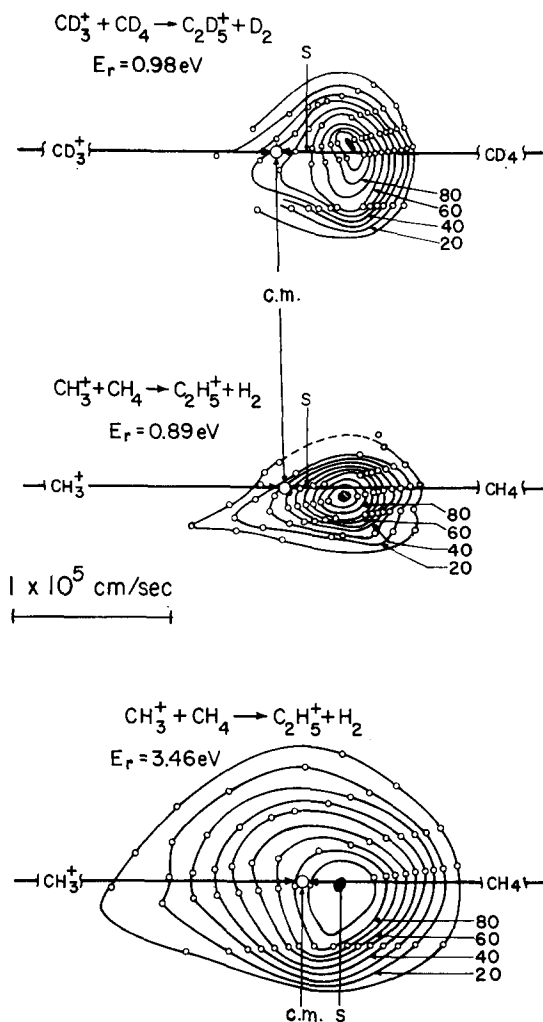 CD₃⁺ + CD₄ → C₂D₅⁺ + D₂
Eᵣ = 0.98 eV
S
CD₃⁺
CD₄
80
60
40
20
c.m.
CH₃⁺ + CH₄ → C₂H₅⁺ + H₂
Eᵣ = 0.89 eV
S
CH₃⁺
CH₄
80
60
40
20
1 x 10⁵ cm/sec
CH₃⁺ + CH₄ → C₂H₅⁺ + H₂
Eᵣ = 3.46 eV
CH₃⁺
CH₄
80
60
40
20
c.m. S